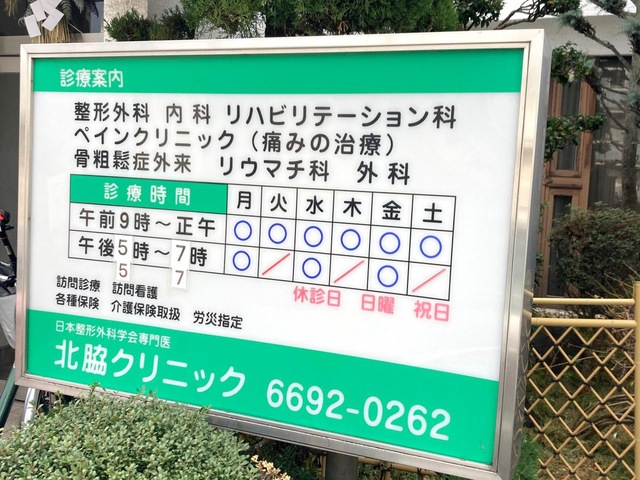 診療案内
整形外科 内科 リハビリテーション科
ペインクリニック（痛みの治療）
骨粗鬆症外来 リウマチ科 外科
診療時間 月 火 水 木 金 土
午前9時〜正午 ○ ○ ○ ○ ○ ○
午後5時〜7時 ○ ／ ○ ／ ○ ／
5 7
休診日 日曜 祝日
訪問診療 訪問看護
各種保険 介護保険取扱 労災指定
日本整形外科学会専門医
北脇クリニック 6692-0262